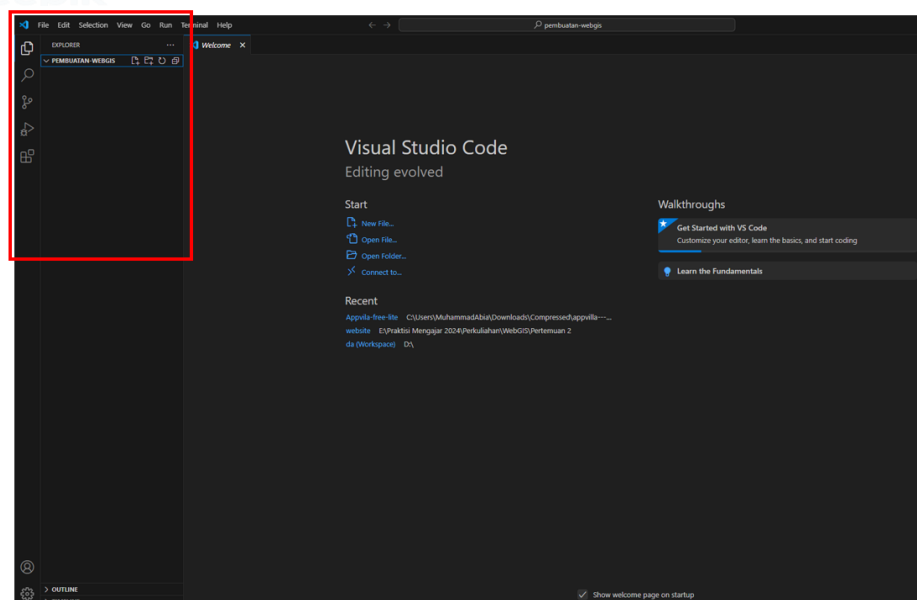 File Edit Selection View Go Run Terminal Help
pembuatan-webgis
EXPLORER ...
Welcome
PEMBUATAN-WEBGIS
Visual Studio Code
Editing evolved
Start
New File...
Open File...
Open Folder...
Connect to...
Recent
Appvila-free-lite C:\Users\MuhammadAbia\Downloads\Compressed\appvilla---...
website E:\Praktisi Mengajar 2024\Perkuliahan\WebGIS\Pertemuan 2
da (Workspace) D:\
Walkthroughs
Get Started with VS Code
Customize your editor, learn the basics, and start coding
Learn the Fundamentals
OUTLINE
Show welcome page on startup